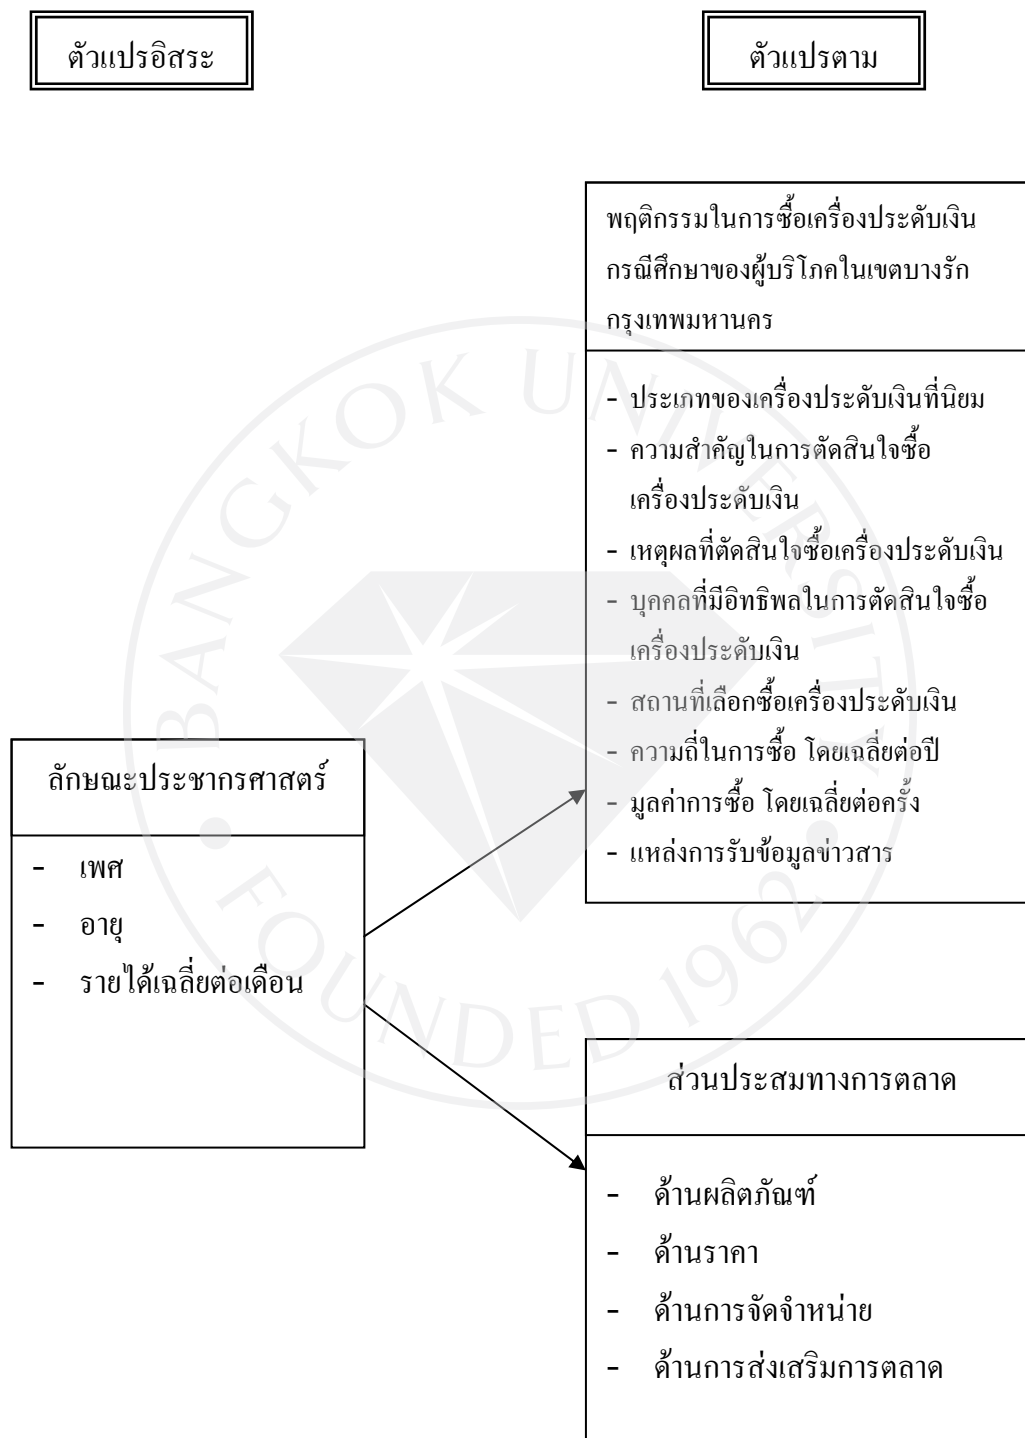 ตัวแปรอิสระ
ตัวแปรตาม
พฤติกรรมในการซื้อเครื่องประดับเงิน
กรณีศึกษาของผู้บริโภคในเขตบางรัก
กรุงเทพมหานคร
- ประเภทของเครื่องประดับเงินที่นิยม
- ความสำคัญในการตัดสินใจซื้อ
เครื่องประดับเงิน
- เหตุผลที่ตัดสินใจซื้อเครื่องประดับเงิน
- บุคคลที่มีอิทธิพลในการตัดสินใจซื้อ
เครื่องประดับเงิน
- สถานที่เลือกซื้อเครื่องประดับเงิน
- ความถี่ในการซื้อ โดยเฉลี่ยต่อปี
- มูลค่าการซื้อ โดยเฉลี่ยต่อครั้ง
- แหล่งการรับข้อมูลข่าวสาร
ลักษณะประชากรศาสตร์
- เพศ
- อายุ
- รายได้เฉลี่ยต่อเดือน
ส่วนประสมทางการตลาด
- ด้านผลิตภัณฑ์
- ด้านราคา
- ด้านการจัดจำหน่าย
- ด้านการส่งเสริมการตลาด
BANGKOK UNIVERSITY
FOUNDED 1962